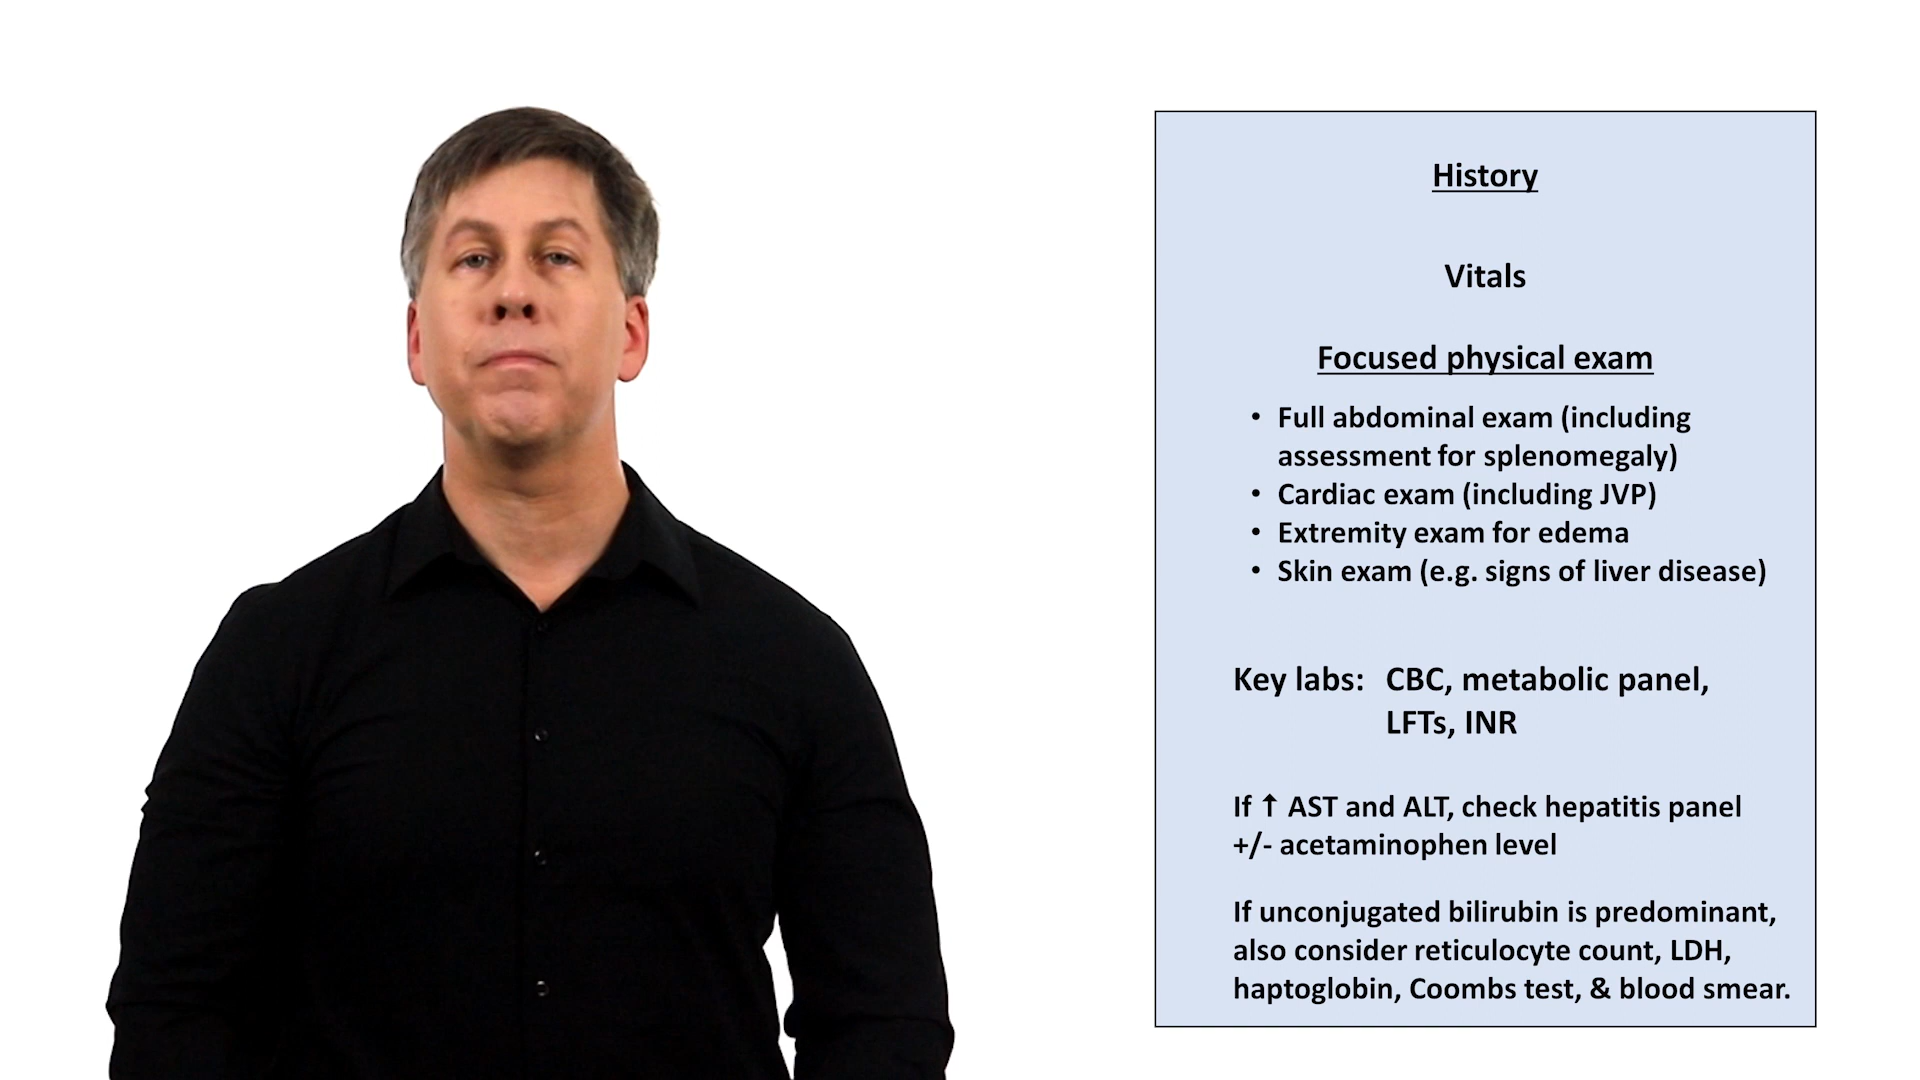 History
Vitals
Focused physical exam
• Full abdominal exam (including
assessment for splenomegaly)
• Cardiac exam (including JVP)
• Extremity exam for edema
• Skin exam (e.g. signs of liver disease)
Key labs: CBC, metabolic panel,
LFTs, INR
If ↑ AST and ALT, check hepatitis panel
+/- acetaminophen level
If unconjugated bilirubin is predominant,
also consider reticulocyte count, LDH,
haptoglobin, Coombs test, & blood smear.